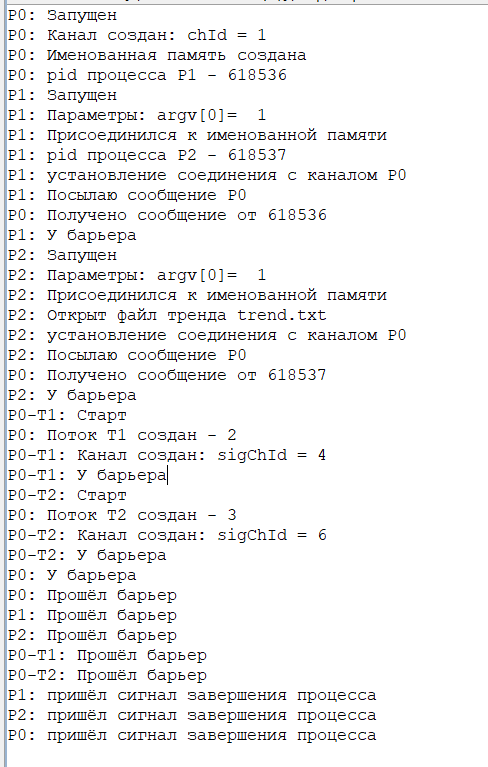 P0: Запущен
P0: Канал создан: chId = 1
P0: Именованная память создана
P0: pid процесса P1 - 618536
P1: Запущен
P1: Параметры: argv[0]=  1
P1: Присоединился к именованной памяти
P1: pid процесса P2 - 618537
P1: установление соединения с каналом P0
P1: Посылаю сообщение P0
P0: Получено сообщение от 618536
P1: У барьера
P2: Запущен
P2: Параметры: argv[0]=  1
P2: Присоединился к именованной памяти
P2: Открыт файл тренда trend.txt
P2: установление соединения с каналом P0
P2: Посылаю сообщение P0
P0: Получено сообщение от 618537
P2: У барьера
P0-T1: Старт
P0: Поток T1 создан - 2
P0-T1: Канал создан: sigChId = 4
P0-T1: У барьера
P0-T2: Старт
P0: Поток T2 создан - 3
P0-T2: Канал создан: sigChId = 6
P0-T2: У барьера
P0: У барьера
P0: Прошёл барьер
P1: Прошёл барьер
P2: Прошёл барьер
P0-T1: Прошёл барьер
P0-T2: Прошёл барьер
P1: пришёл сигнал завершения процесса
P2: пришёл сигнал завершения процесса
P0: пришёл сигнал завершения процесса